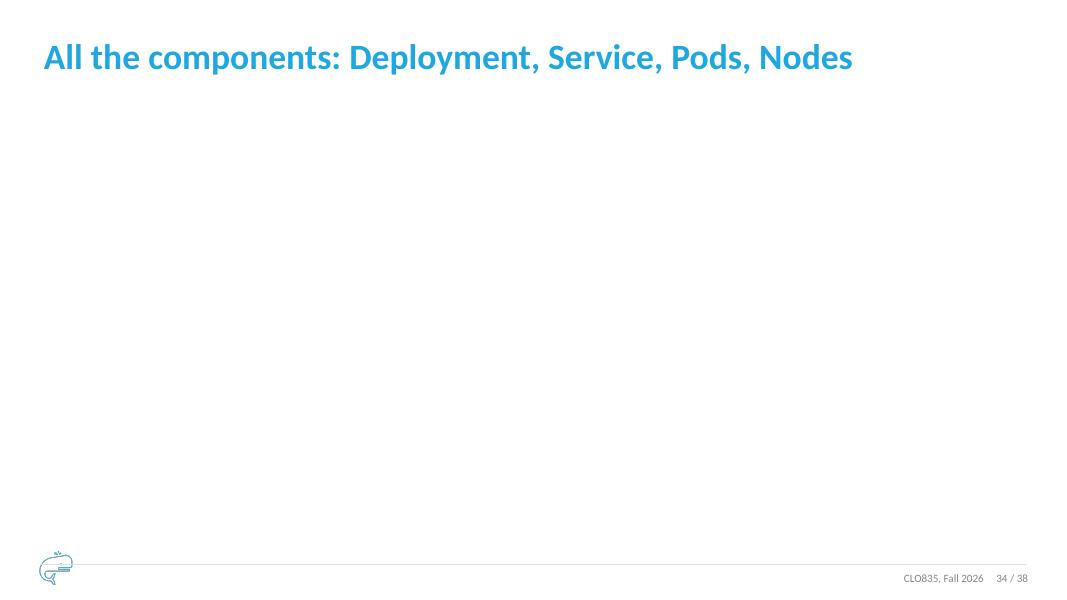 All the components: Deployment, Service, Pods, Nodes
CLO835, Fall 2026 34 / 38